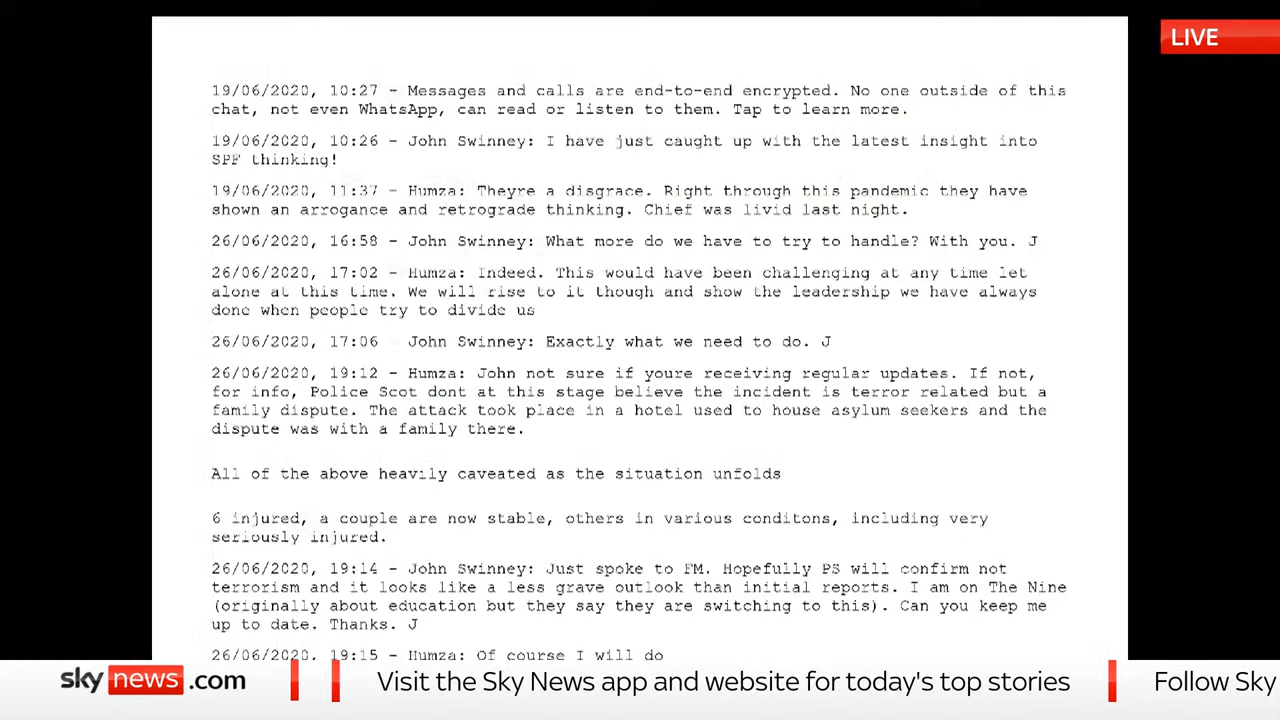 LIVE
19/06/2020, 10:27 - Messages and calls are end-to-end encrypted. No one outside of this
chat, not even WhatsApp, can read or listen to them. Tap to learn more.
19/06/2020, 10:26 - John Swinney: I have just caught up with the latest insight into
SPF thinking!
19/06/2020, 11:37 - Humza: Theyre a disgrace. Right through this pandemic they have
shown an arrogance and retrograde thinking. Chief was livid last night.
26/06/2020, 16:58 - John Swinney: What more do we have to try to handle? With you. J
26/06/2020, 17:02 - Humza: Indeed. This would have been challenging at any time let
alone at this time. We will rise to it though and show the leadership we have always
done when people try to divide us
26/06/2020, 17:06 John Swinney: Exactly what we need to do. J
26/06/2020, 19:12 - Humza: John not sure if youre receiving regular updates. If not,
for info, Police Scot dont at this stage believe the incident is terror related but a
family dispute. The attack took place in a hotel used to house asylum seekers and the
dispute was with a family there.
All of the above heavily caveated as the situation unfolds
6 injured, a couple are now stable, others in various conditons, including very
seriously injured.
26/06/2020, 19:14 - John Swinney: Just spoke to FM. Hopefully PS will confirm not
terrorism and it looks like a less grave outlook than initial reports. I am on The Nine
(originally about education but they say they are switching to this). Can you keep me
up to date. Thanks. J
26/06/2020, 19:15 - Humza: Of course I will do
sky news .com Visit the Sky News app and website for today's top stories Follow Sky